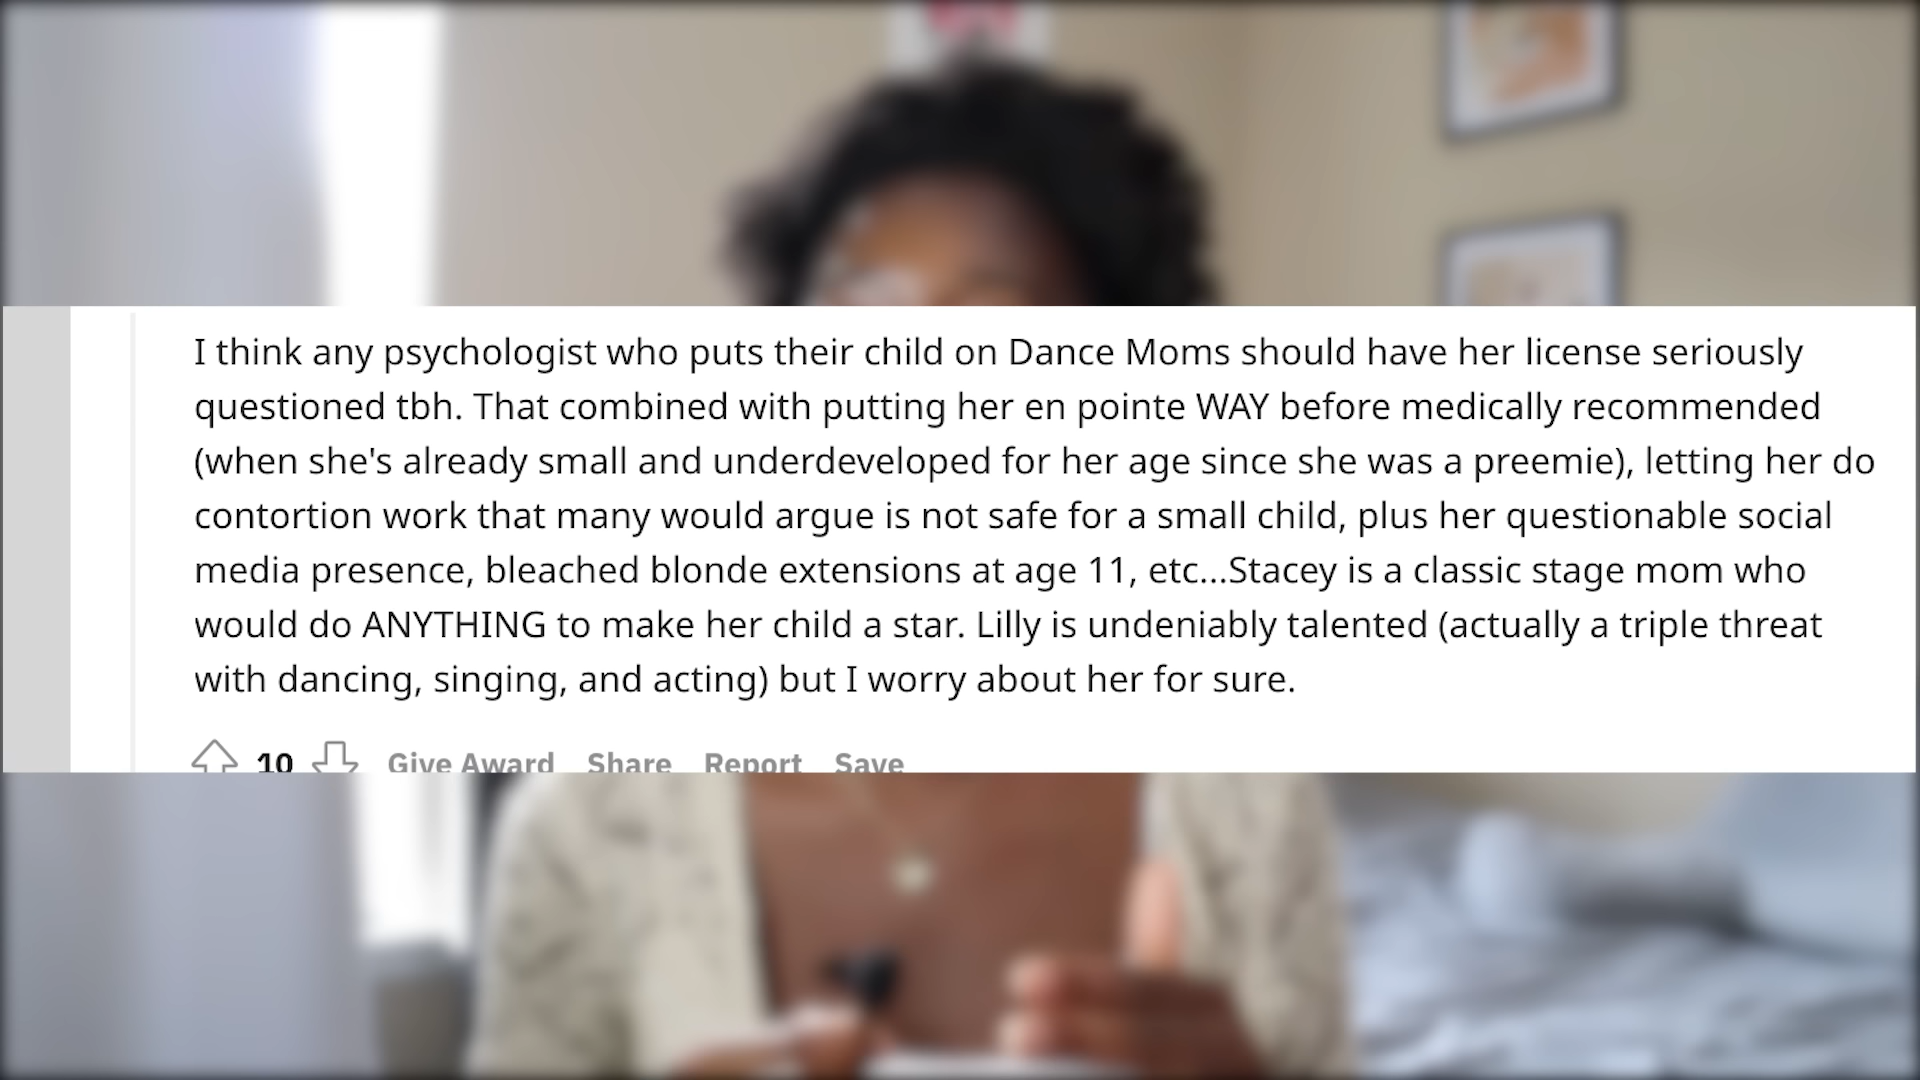 I think any psychologist who puts their child on Dance Moms should have her license seriously
questioned tbh. That combined with putting her en pointe WAY before medically recommended
(when she's already small and underdeveloped for her age since she was a preemie), letting her do
contortion work that many would argue is not safe for a small child, plus her questionable social
media presence, bleached blonde extensions at age 11, etc...Stacey is a classic stage mom who
would do ANYTHING to make her child a star. Lilly is undeniably talented (actually a triple threat
with dancing, singing, and acting) but I worry about her for sure.
10 Give Award Share Report Save